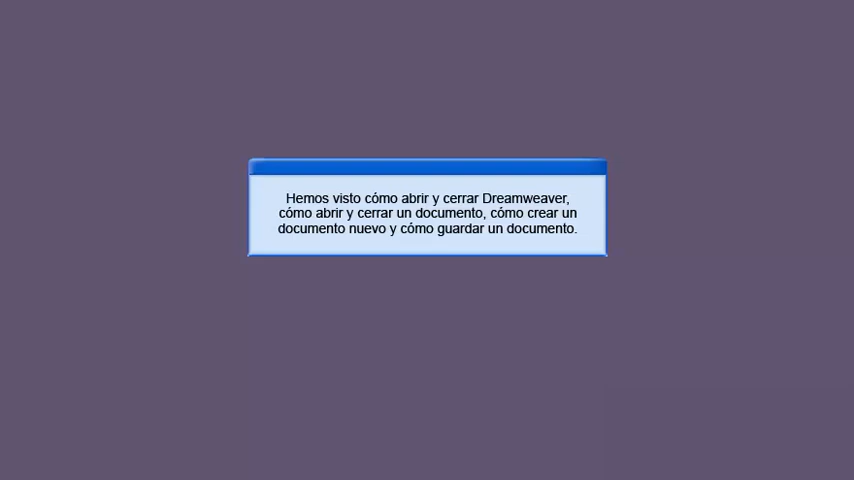 Hemos visto cómo abrir y cerrar Dreamweaver,
cómo abrir y cerrar un documento, cómo crear un
documento nuevo y cómo guardar un documento.